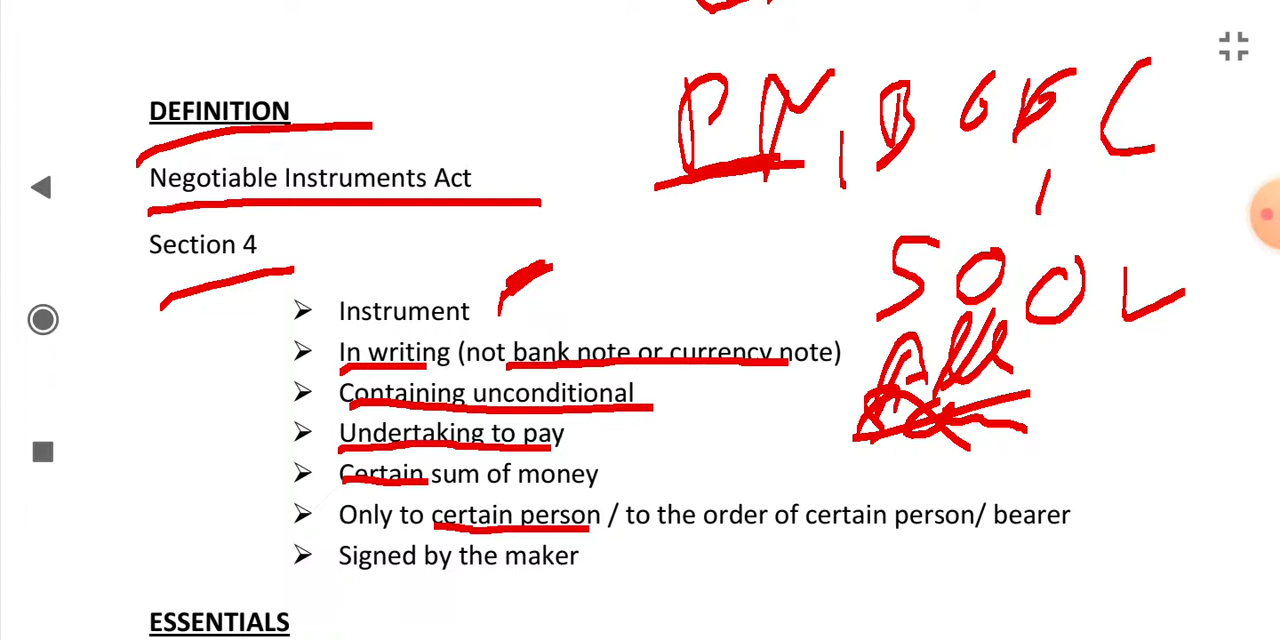 PN, B O E, C
DEFINITION
Negotiable Instruments Act
Section 4
500
➢ Instrument
➢ In writing (not bank note or currency note)
➢ Containing unconditional
➢ Undertaking to pay
➢ Certain sum of money
➢ Only to certain person / to the order of certain person/ bearer
➢ Signed by the maker
ESSENTIALS